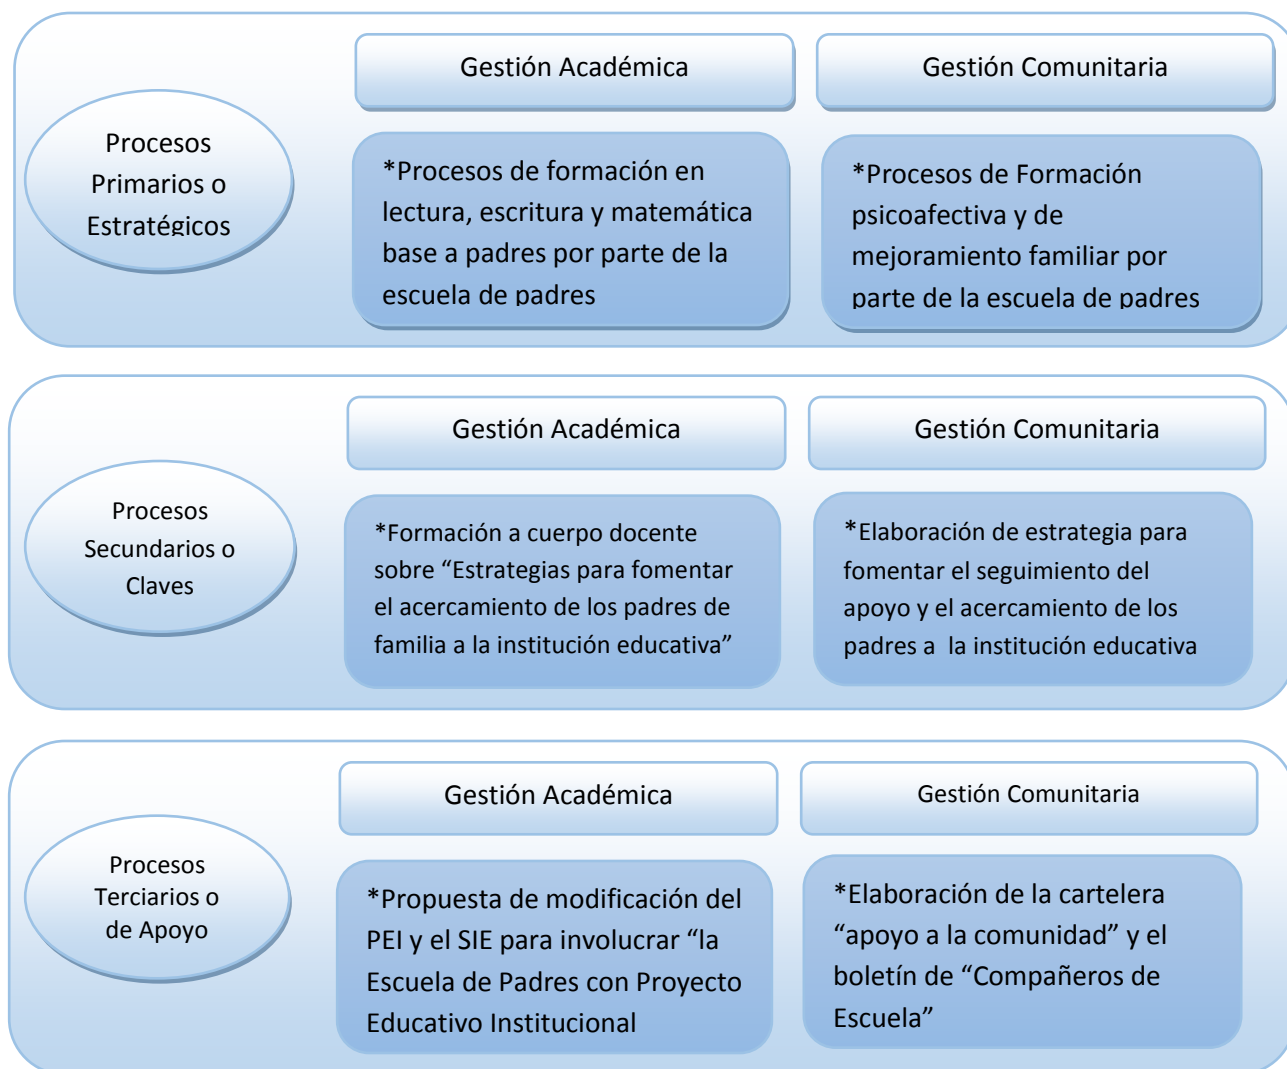 Gestión Académica
Gestión Comunitaria
Procesos
Primarios o
Estratégicos
*Procesos de formación en
lectura, escritura y matemática
base a padres por parte de la
escuela de padres
*Procesos de Formación
psicoafectiva y de
mejoramiento familiar por
parte de la escuela de padres
Gestión Académica
Gestión Comunitaria
Procesos
Secundarios o
Claves
*Formación a cuerpo docente
sobre “Estrategias para fomentar
el acercamiento de los padres de
familia a la institución educativa”
*Elaboración de estrategia para
fomentar el seguimiento del
apoyo y el acercamiento de los
padres a  la institución educativa
Gestión Académica
Gestión Comunitaria
Procesos
Terciarios o
de Apoyo
*Propuesta de modificación del
PEI y el SIE para involucrar “la
Escuela de Padres con Proyecto
Educativo Institucional
*Elaboración de la cartelera
“apoyo a la comunidad” y el
boletín de “Compañeros de
Escuela”